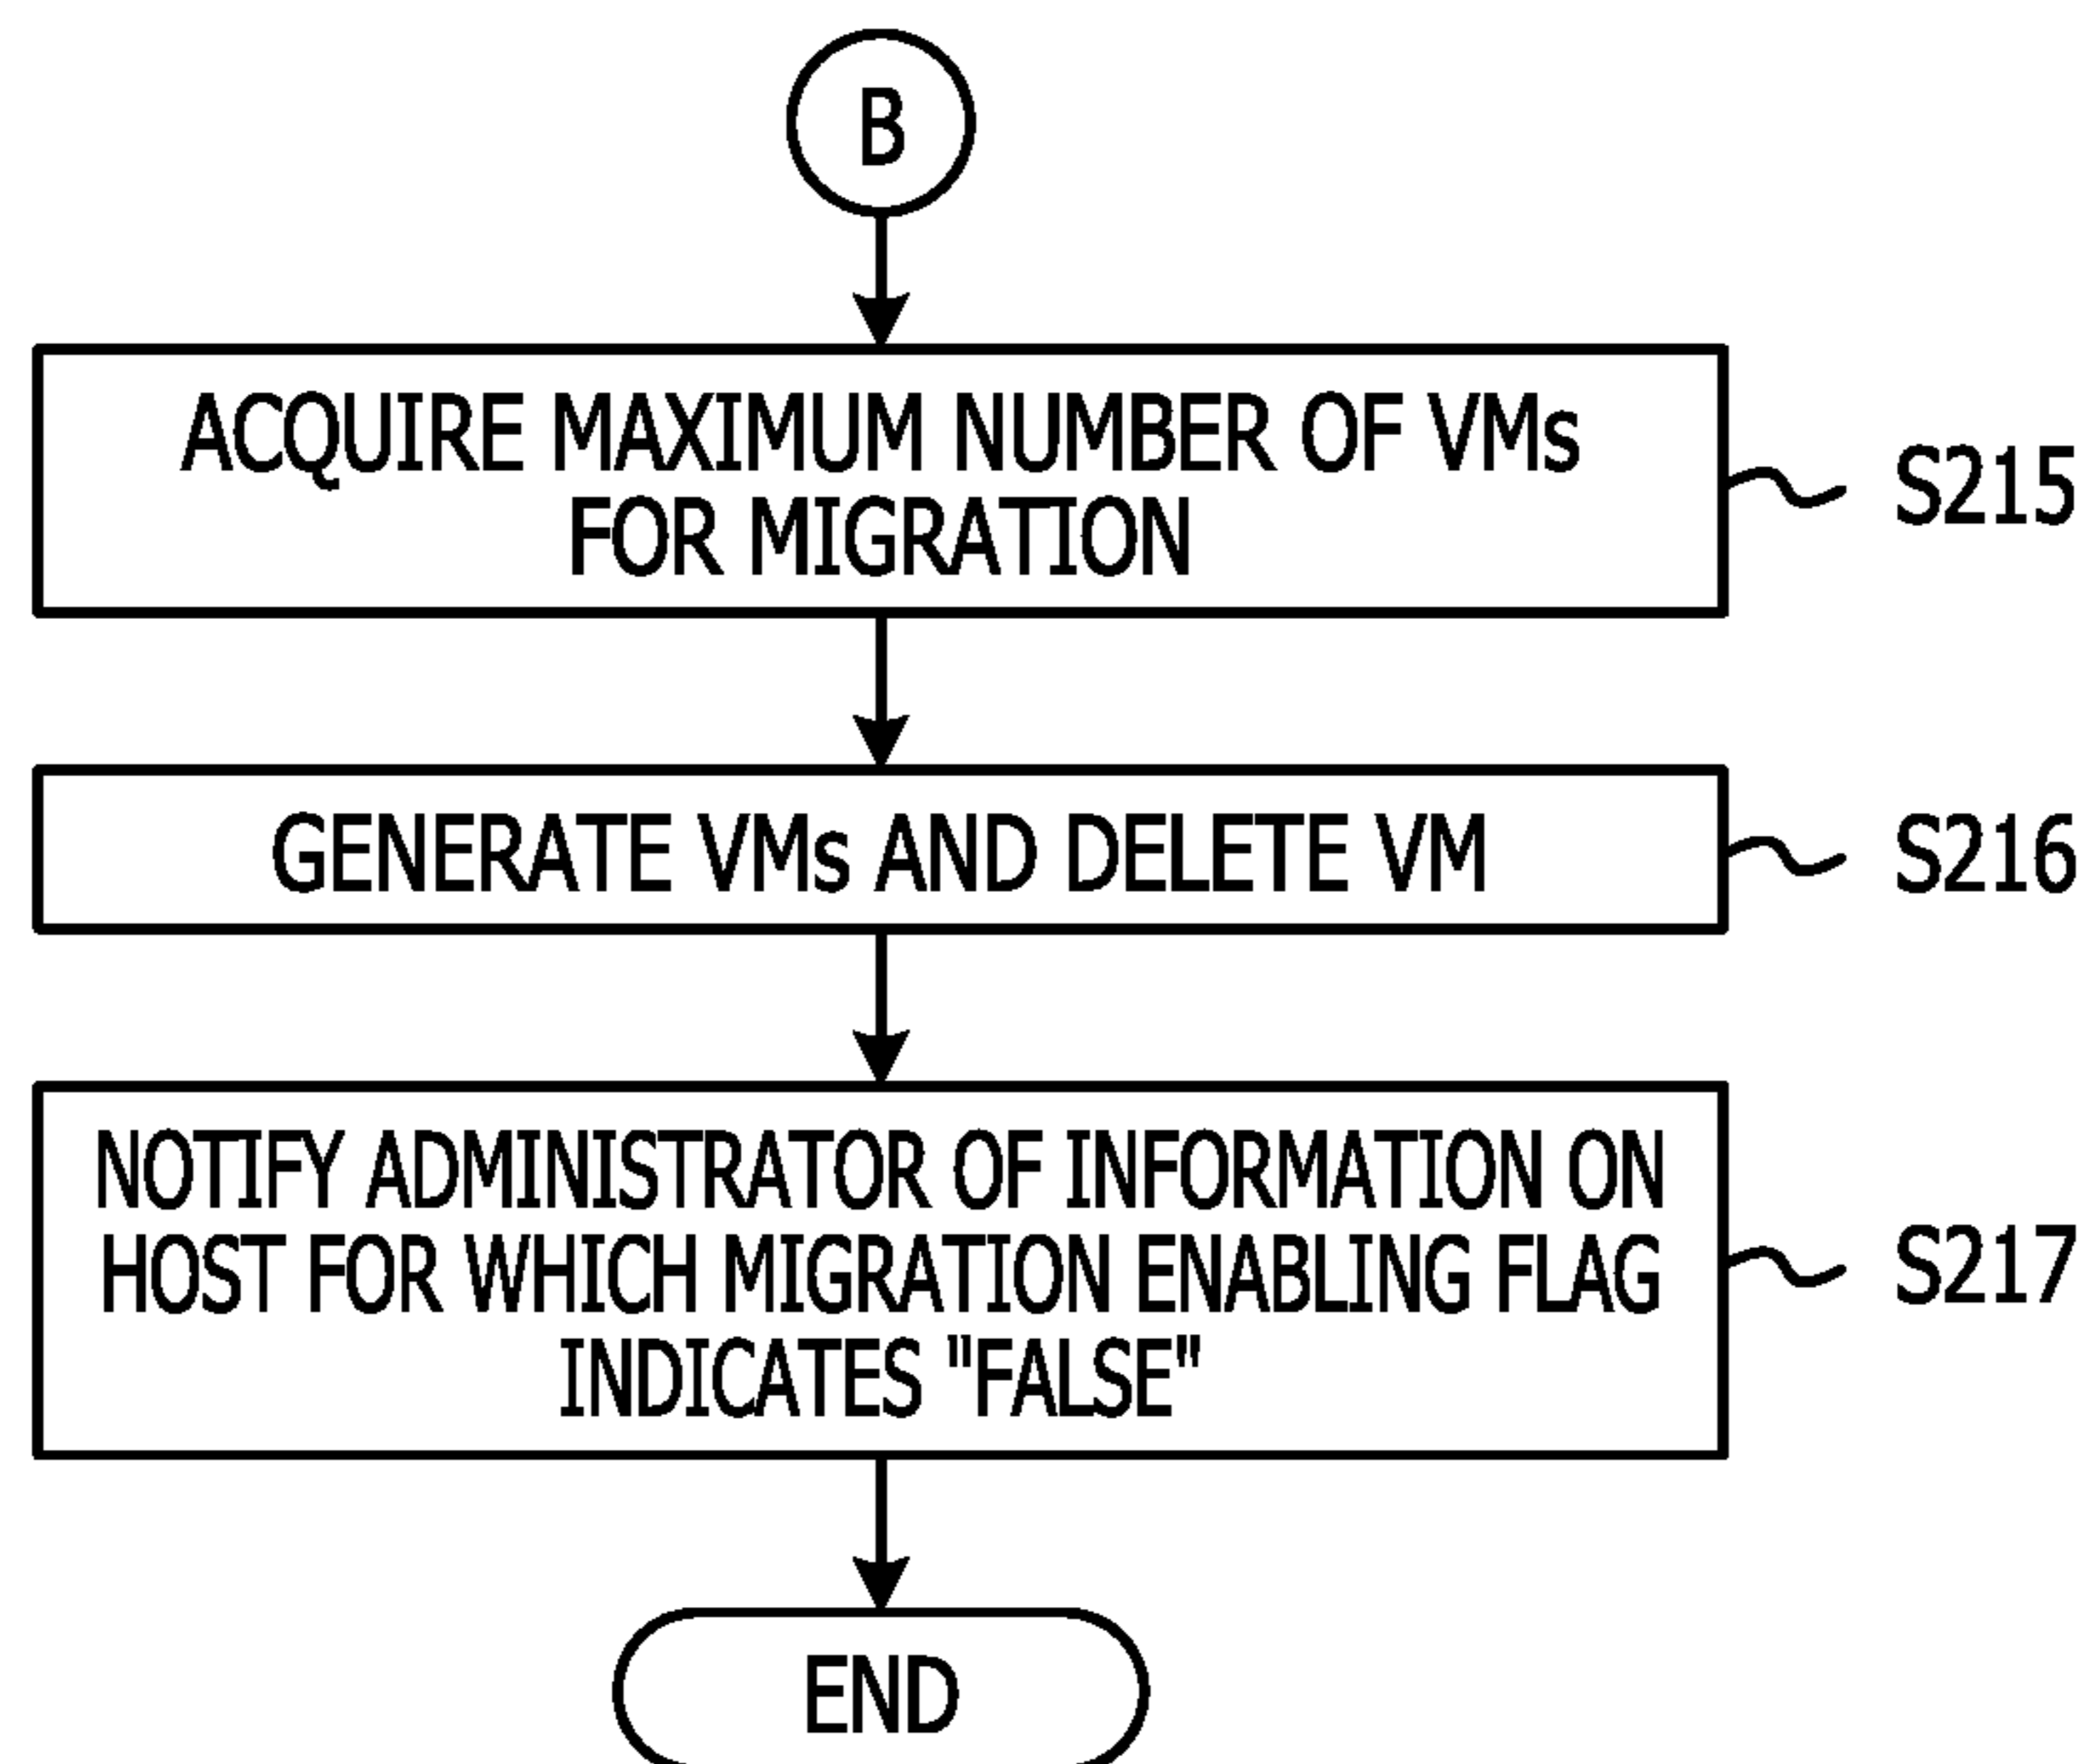 B
ACQUIRE MAXIMUM NUMBER OF VMs
FOR MIGRATION
S215
GENERATE VMs AND DELETE VM
S216
NOTIFY ADMINISTRATOR OF INFORMATION ON
HOST FOR WHICH MIGRATION ENABLING FLAG
INDICATES "FALSE"
S217
END